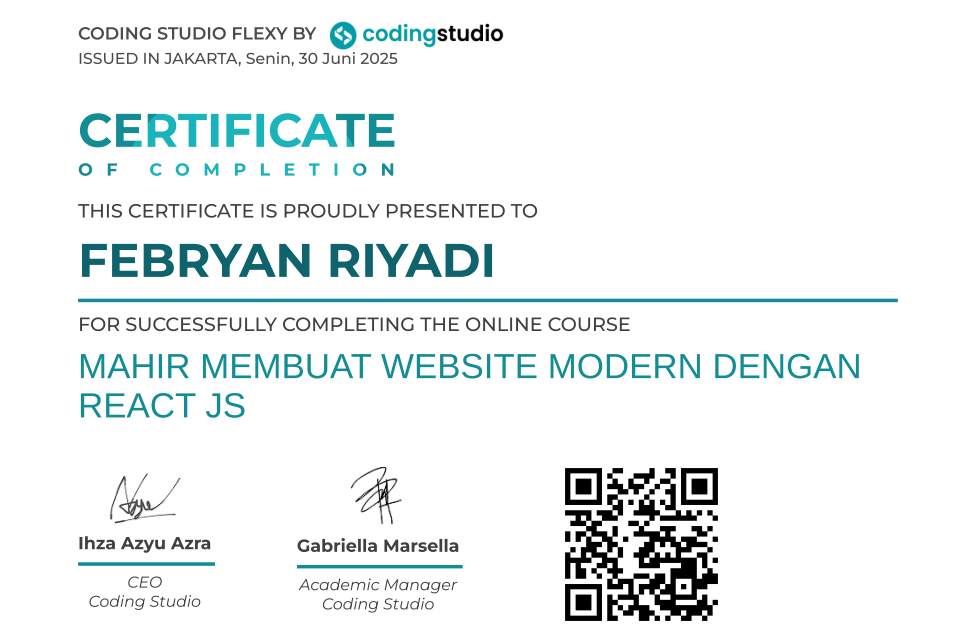 CODING STUDIO FLEXY BY codingstudio
ISSUED IN JAKARTA, Senin, 30 Juni 2025
CERTIFICATE
OF COMPLETION
THIS CERTIFICATE IS PROUDLY PRESENTED TO
FEBRYAN RIYADI
FOR SUCCESSFULLY COMPLETING THE ONLINE COURSE
MAHIR MEMBUAT WEBSITE MODERN DENGAN
REACT JS
Ihza Azyu Azra
CEO
Coding Studio
Gabriella Marsella
Academic Manager
Coding Studio